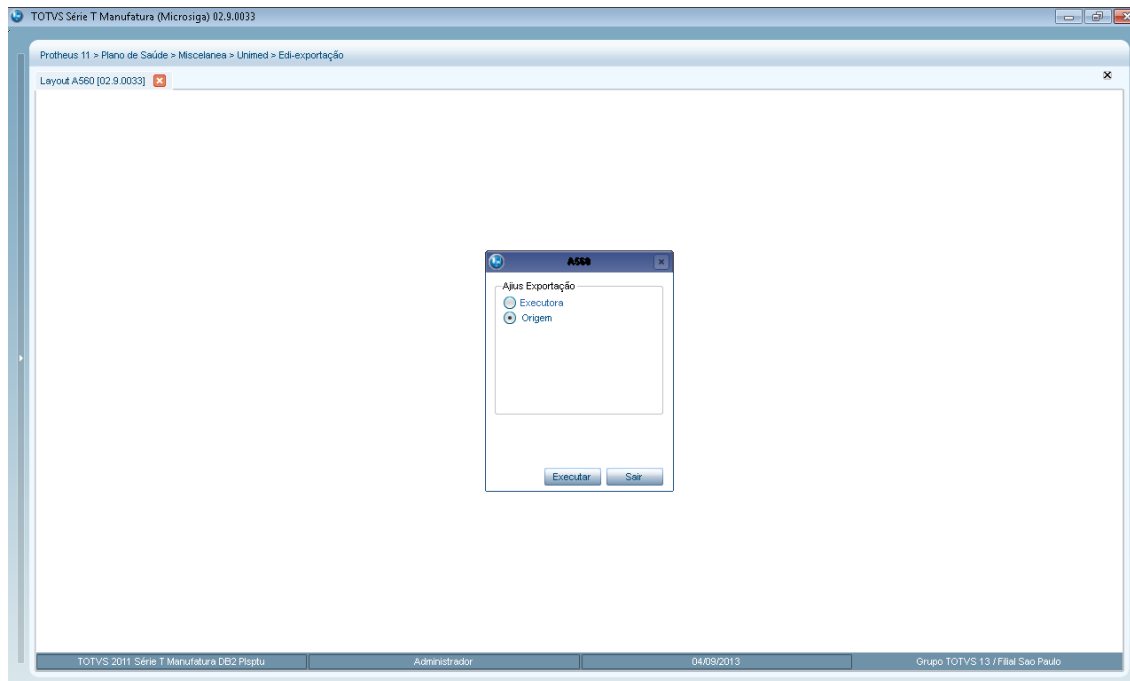 TOTVS Série T Manufatura (Microsiga) 02.9.0033
Protheus 11 > Plano de Saúde > Miscelanea > Unimed > Edi-exportação
Layout A560 [02.9.0033]
A560
Ajius Exportação
Executora
Origem
Executar Sair
TOTVS 2011 Série T Manufatura DB2 Plsptu Administrador 04/09/2013 Grupo TOTVS 13 / Filial Sao Paulo